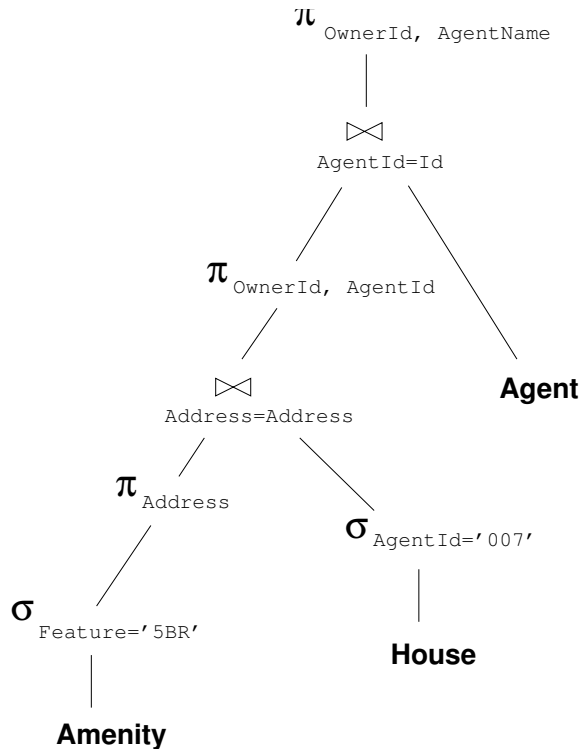 π OwnerId, AgentName
⋈
AgentId=Id
π OwnerId, AgentId
Agent
⋈
Address=Address
π Address
σ AgentId='007'
σ Feature='5BR'
House
Amenity